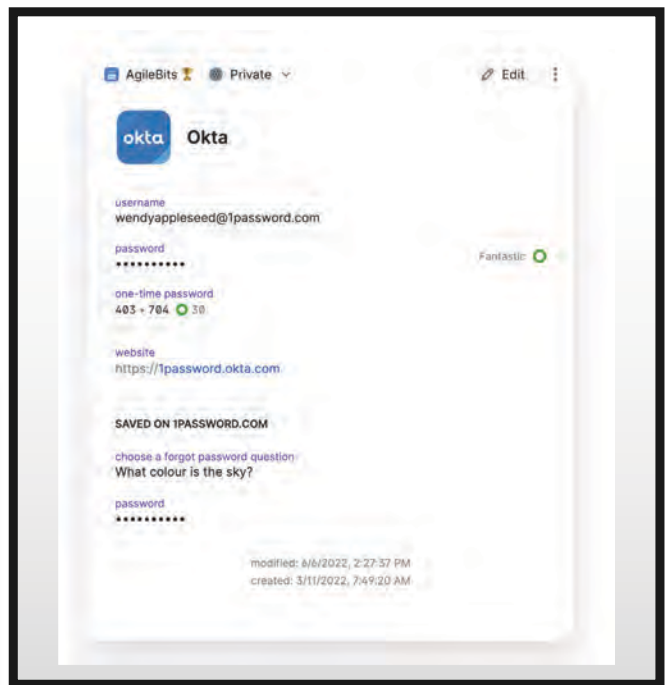 AgileBits Private Edit
okta Okta
username
wendyappleseed@1password.com
password
•••••••••• Fantastic
one-time password
403 • 704 30
website
https://1password.okta.com
SAVED ON 1PASSWORD.COM
choose a forgot password question
What colour is the sky?
password
••••••••••
modified: 6/6/2022, 2:27:37 PM
created: 3/11/2022, 7:49:20 AM